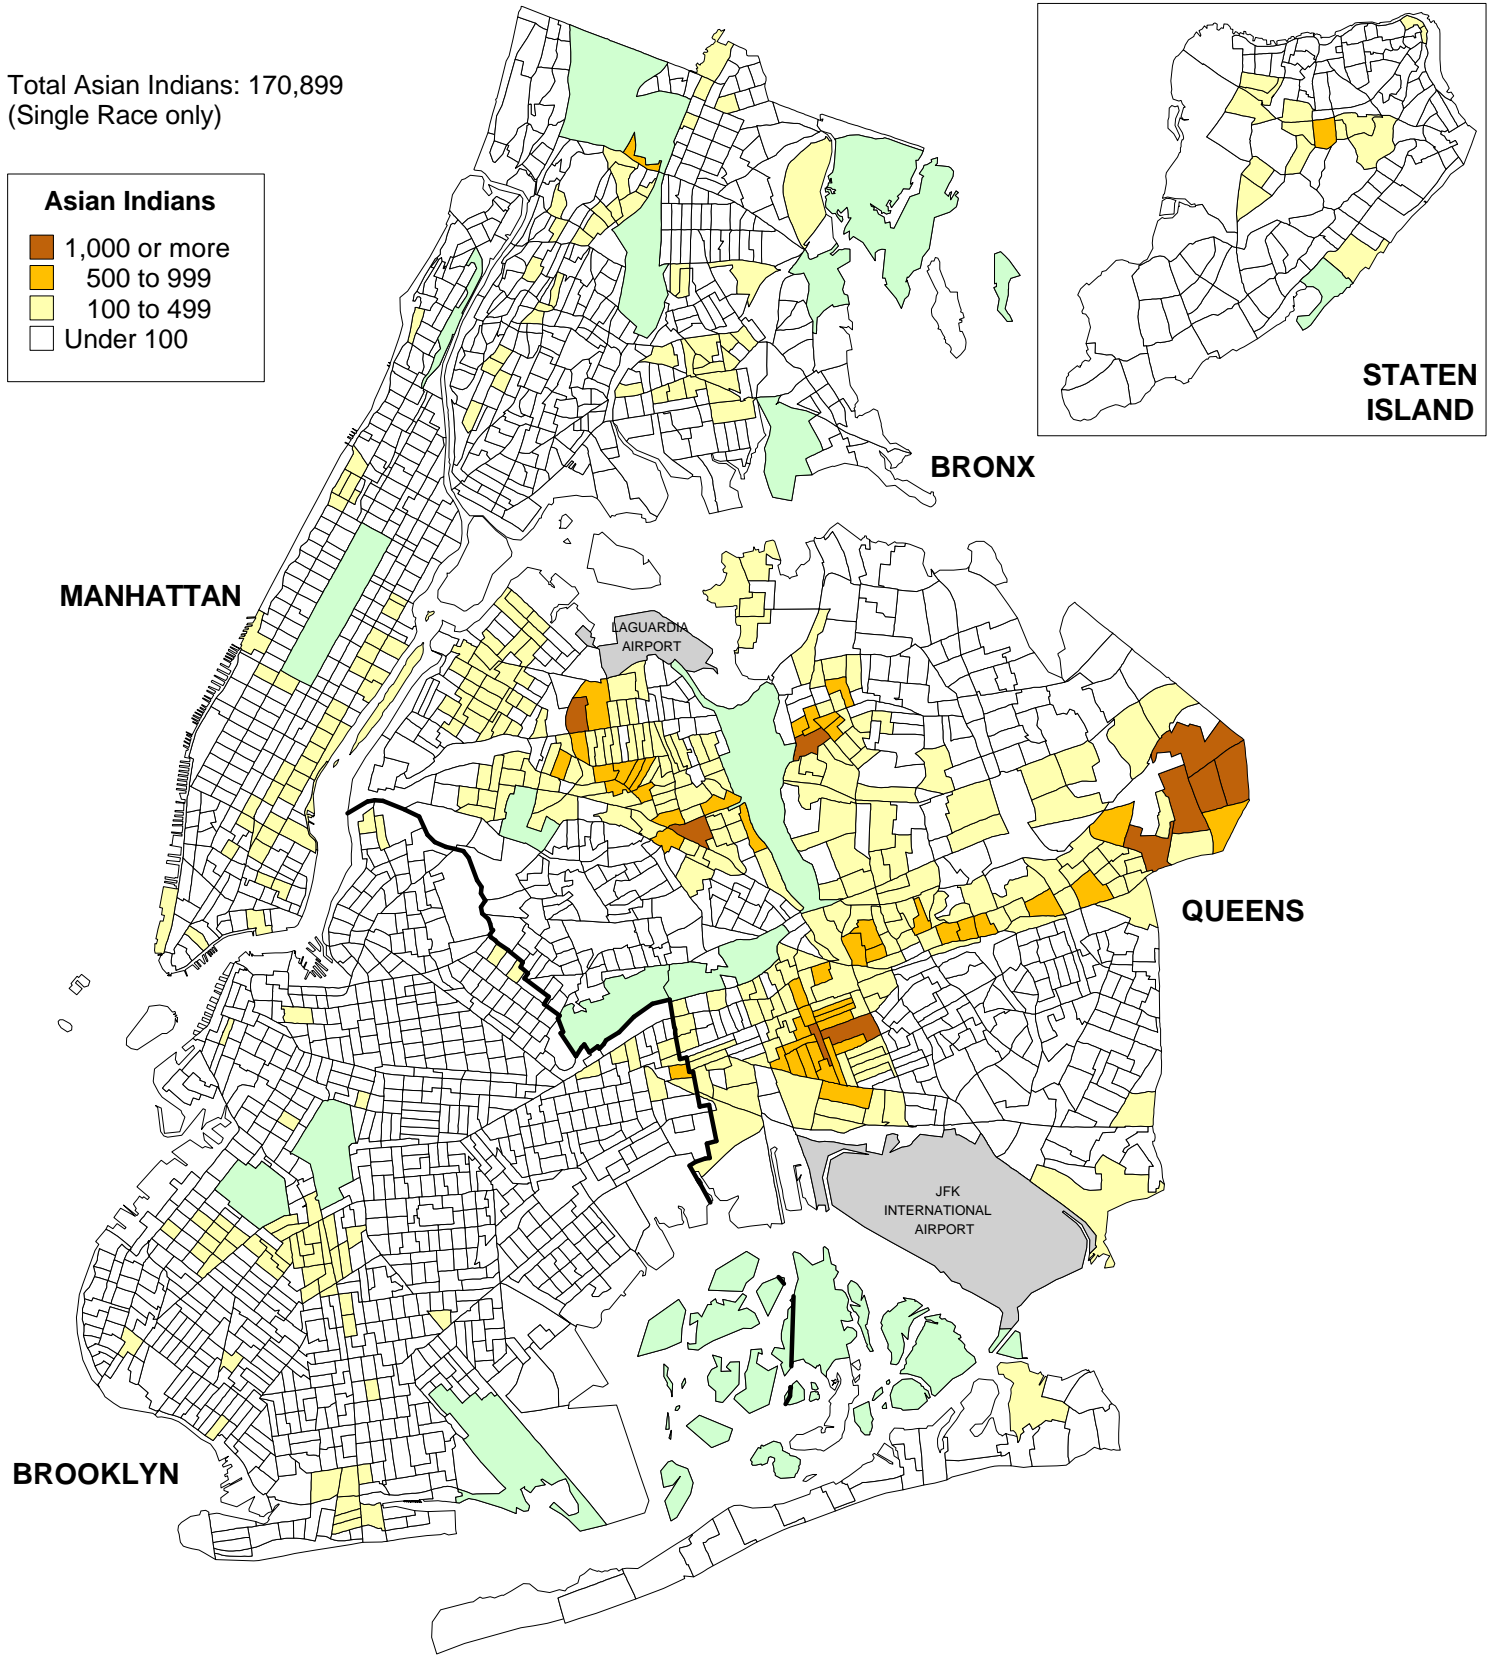 Total Asian Indians: 170,899
(Single Race only)
Asian Indians
1,000 or more
500 to 999
100 to 499
Under 100
STATEN
ISLAND
BRONX
MANHATTAN
LAGUARDIA
AIRPORT
QUEENS
JFK
INTERNATIONAL
AIRPORT
BROOKLYN